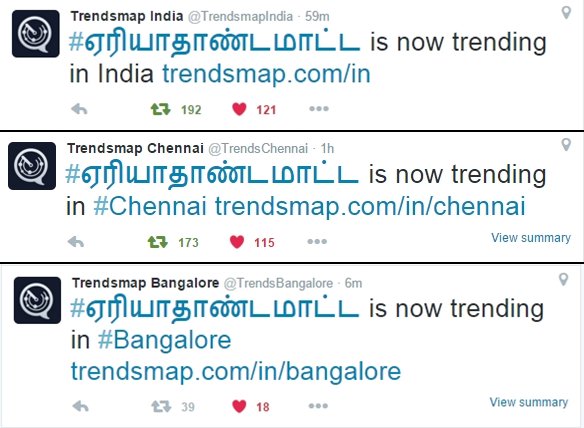 Trendsmap India @TrendsmapIndia · 59m
#ஏரியாதாண்டமாட்ட is now trending
in India trendsmap.com/in
192 121
Trendsmap Chennai @TrendsChennai · 1h
#ஏரியாதாண்டமாட்ட is now trending
in #Chennai trendsmap.com/in/chennai
173 115 View summary
Trendsmap Bangalore @TrendsBangalore · 6m
#ஏரியாதாண்டமாட்ட is now trending
in #Bangalore
trendsmap.com/in/bangalore
39 18 View summary